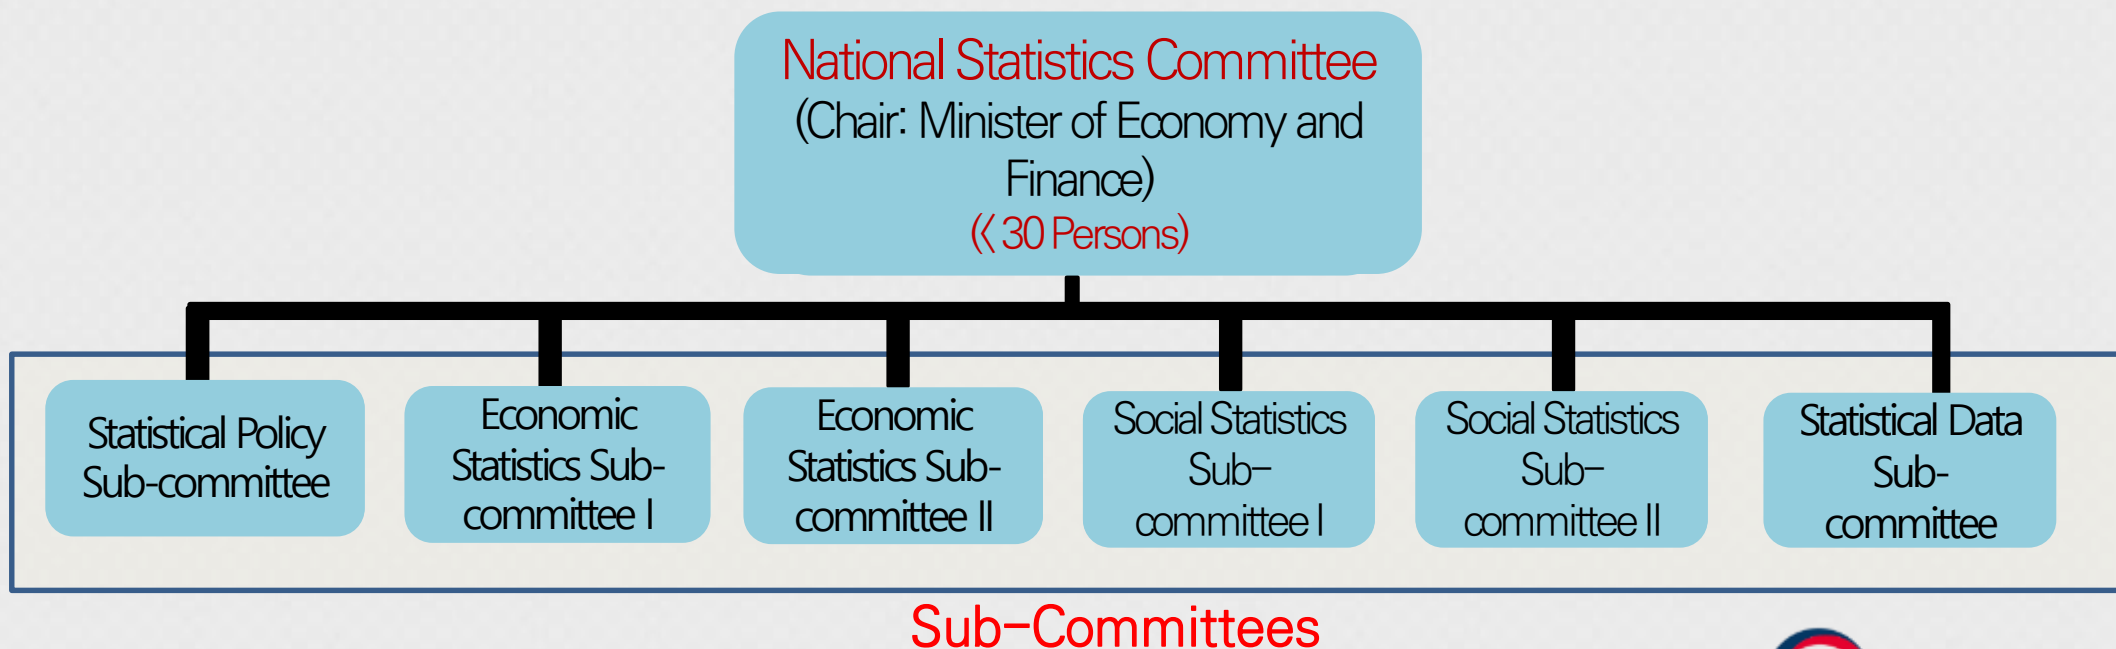 National Statistics Committee
(Chair: Minister of Economy and
Finance)
(< 30 Persons)
Statistical Policy
Sub-committee
Economic
Statistics Sub-
committee I
Economic
Statistics Sub-
committee II
Social Statistics
Sub-
committee I
Social Statistics
Sub-
committee II
Statistical Data
Sub-
committee
Sub-Committees